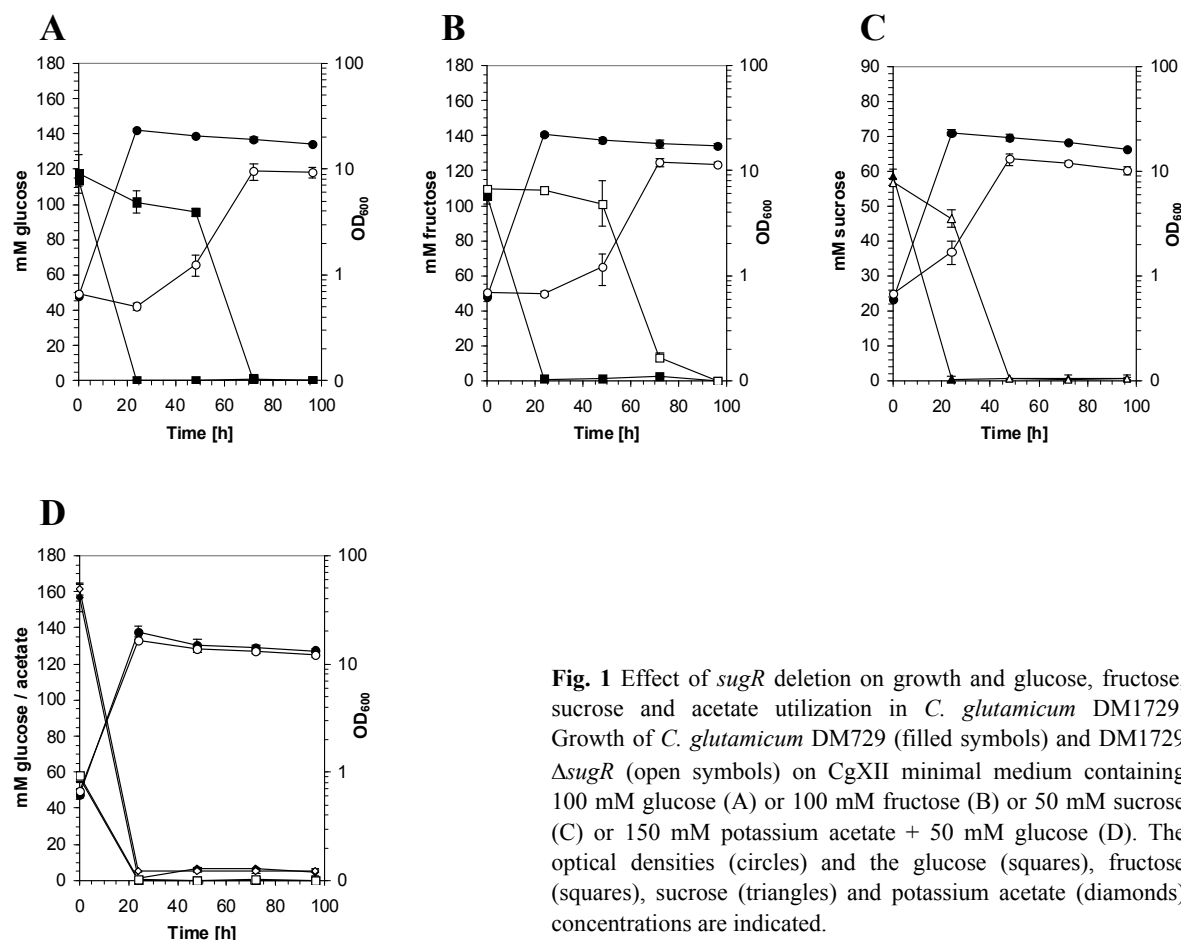 A
B
C
180
160
140
120
100
80
60
40
20
0
mM glucose
100
10
1
0
OD600
0 20 40 60 80 100
Time [h]
180
160
140
120
100
80
60
40
20
0
mM fructose
100
10
1
0
OD600
0 20 40 60 80 100
Time [h]
90
80
70
60
50
40
30
20
10
0
mM sucrose
100
10
1
0
OD600
0 20 40 60 80 100
Time [h]
D
180
160
140
120
100
80
60
40
20
0
mM glucose / acetate
100
10
1
0
OD600
0 20 40 60 80 100
Time [h]
Fig. 1 Effect of sugR deletion on growth and glucose, fructose,
sucrose and acetate utilization in C. glutamicum DM1729.
Growth of C. glutamicum DM729 (filled symbols) and DM1729
ΔsugR (open symbols) on CgXII minimal medium containing
100 mM glucose (A) or 100 mM fructose (B) or 50 mM sucrose
(C) or 150 mM potassium acetate + 50 mM glucose (D). The
optical densities (circles) and the glucose (squares), fructose
(squares), sucrose (triangles) and potassium acetate (diamonds)
concentrations are indicated.